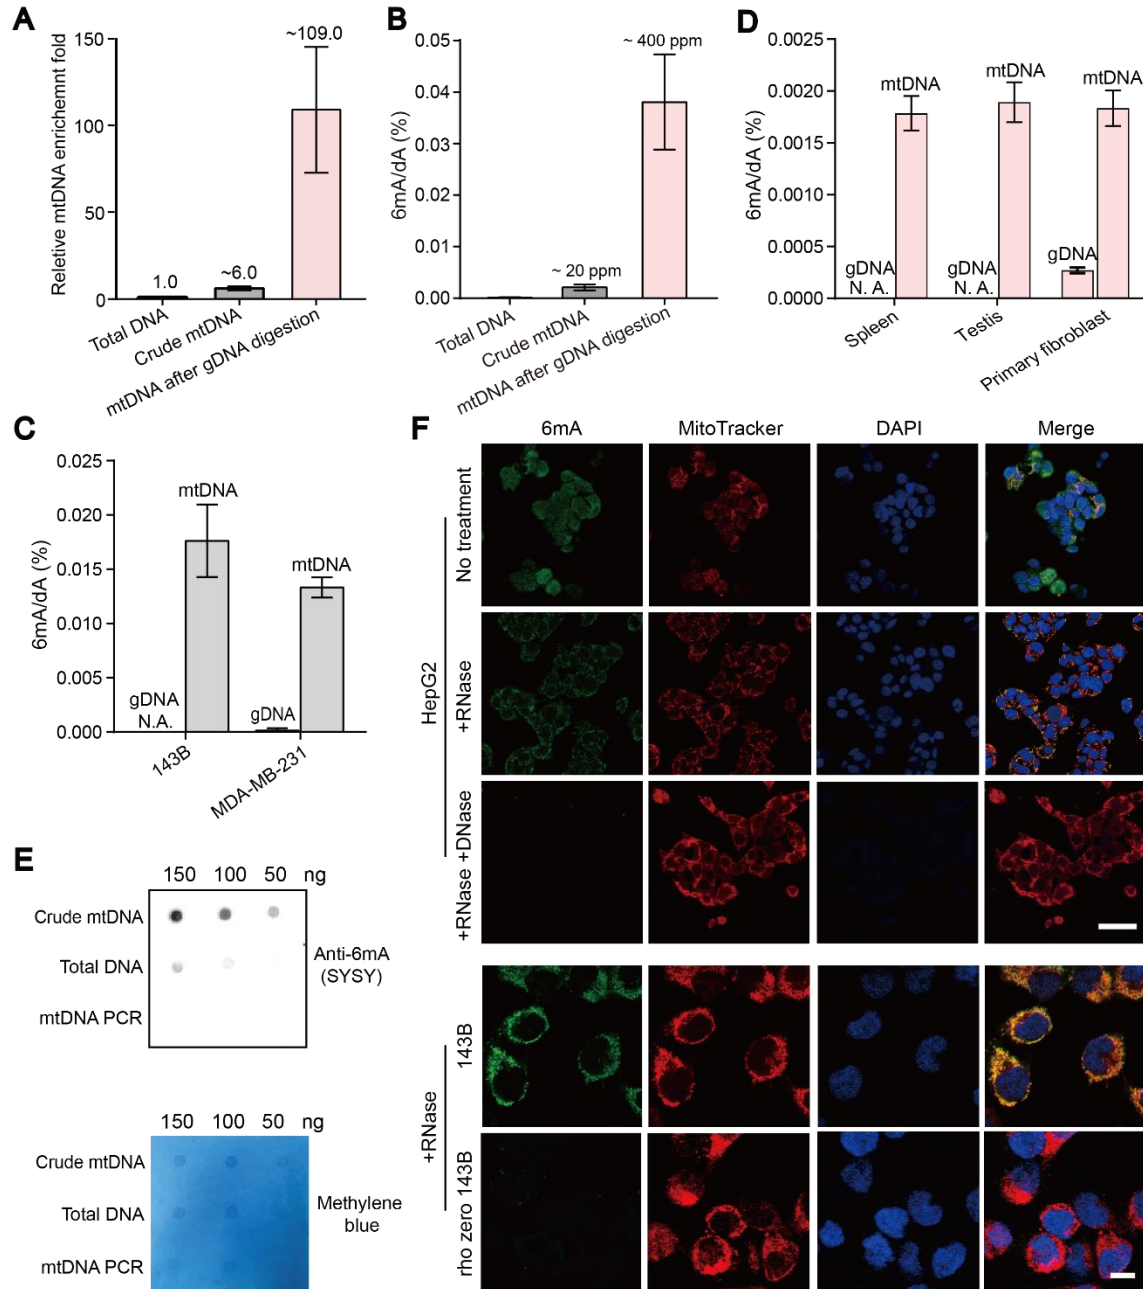 A
Reletive mtDNA enrichemnt fold
150
100
50
0
1.0
~6.0
~109.0
Total DNA
Crude mtDNA
mtDNA after gDNA digestion
B
6mA/dA (%)
0.05
0.04
0.03
0.02
0.01
0.00
~ 20 ppm
~ 400 ppm
Total DNA
Crude mtDNA
mtDNA after gDNA digestion
D
6mA/dA (%)
0.0025
0.0020
0.0015
0.0010
0.0005
0.0000
gDNA
N. A.
mtDNA
gDNA
N. A.
mtDNA
gDNA
mtDNA
Spleen
Testis
Primary fibroblast
C
6mA/dA (%)
0.025
0.020
0.015
0.010
0.005
0.000
gDNA
N.A.
mtDNA
gDNA
mtDNA
143B
MDA-MB-231
E
150 100 50 ng
Crude mtDNA
Total DNA
mtDNA PCR
Anti-6mA
(SYSY)
150 100 50 ng
Crude mtDNA
Total DNA
mtDNA PCR
Methylene
blue
F
6mA MitoTracker DAPI Merge
HepG2
No treatment
+RNase
+RNase +DNase
+RNase
143B
rho zero 143B